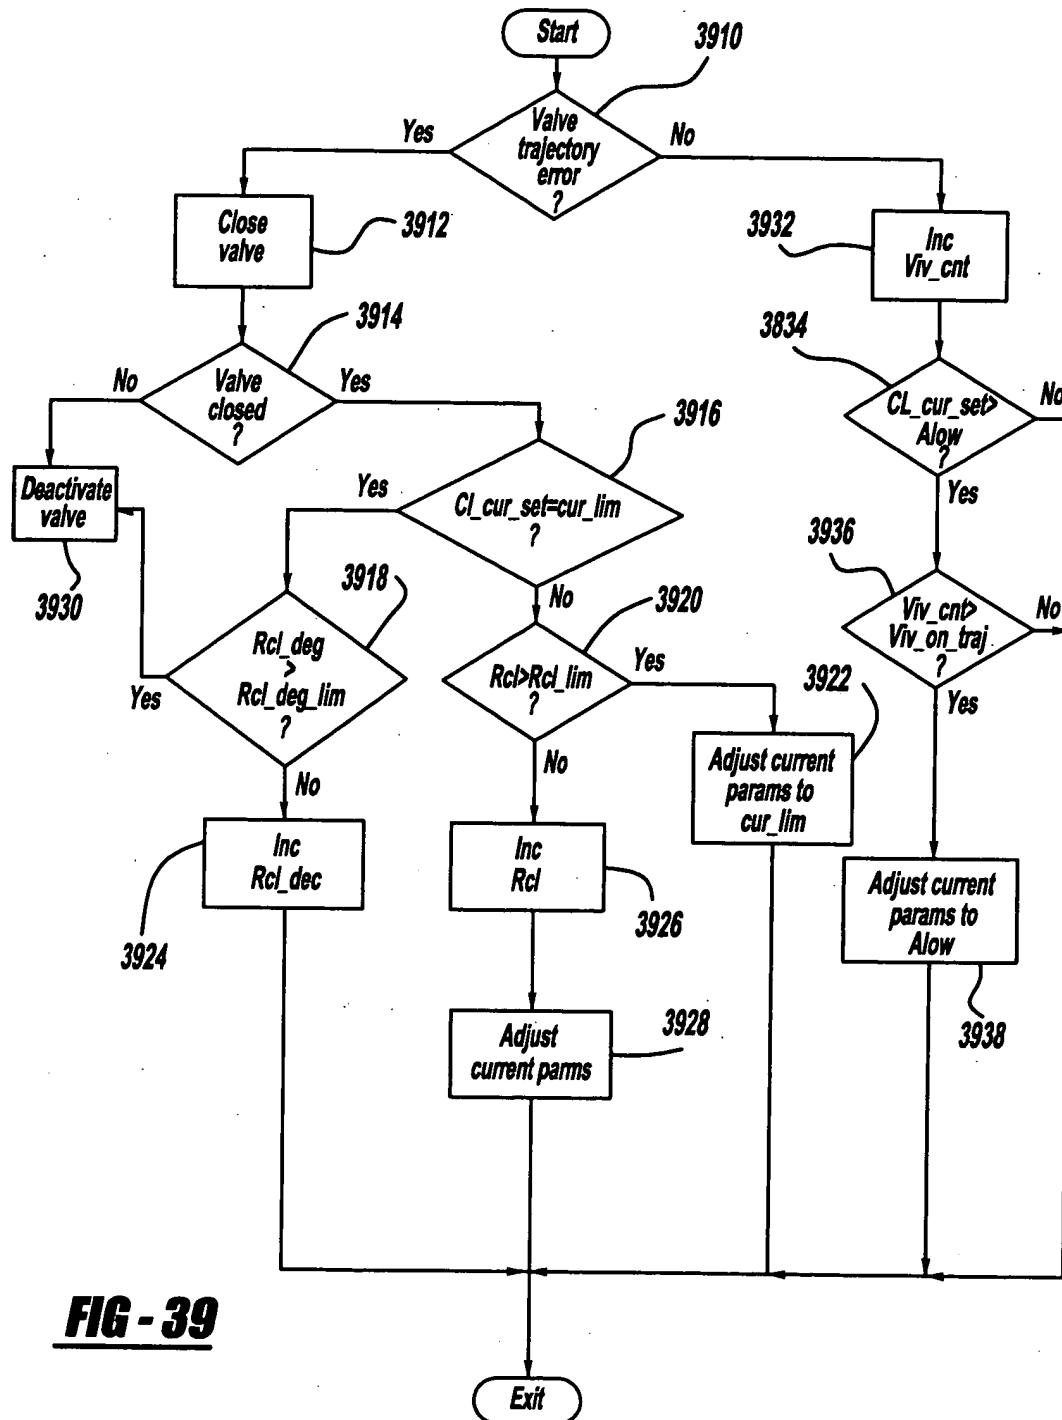 Start
3910
Valve
trajectory
error
?
Yes
No
Close
valve
3912
3932
Inc
Viv_cnt
3914
3834
Valve
closed
?
No
Yes
3916
CL_cur_set>
Alow
?
No
Yes
Deactivate
valve
3930
Yes
Cl_cur_set=cur_lim
?
No
3936
Viv_cnt>
Viv_on_traj
?
No
Yes
3918
Rcl_deg
>
Rcl_deg_lim
?
Yes
No
3920
Rcl>Rcl_lim
?
Yes
No
3922
Adjust current
params to
cur_lim
Inc
Rcl_dec
3924
Inc
Rcl
3926
Adjust current
params to
Alow
3938
Adjust
current parms
3928
FIG - 39
Exit